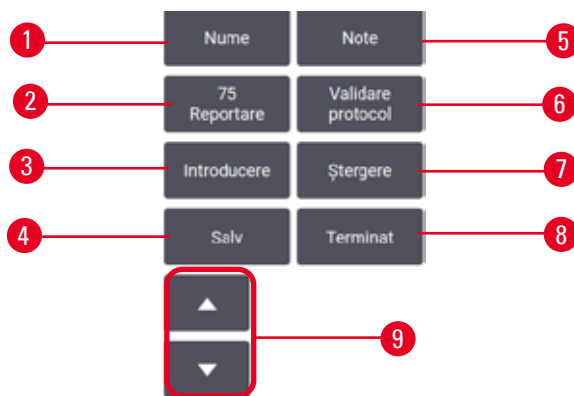 1 Nume Note 5
2 75 Reportare Validare protocol 6
3 Introducere Ștergere 7
4 Salv Terminat 8
9